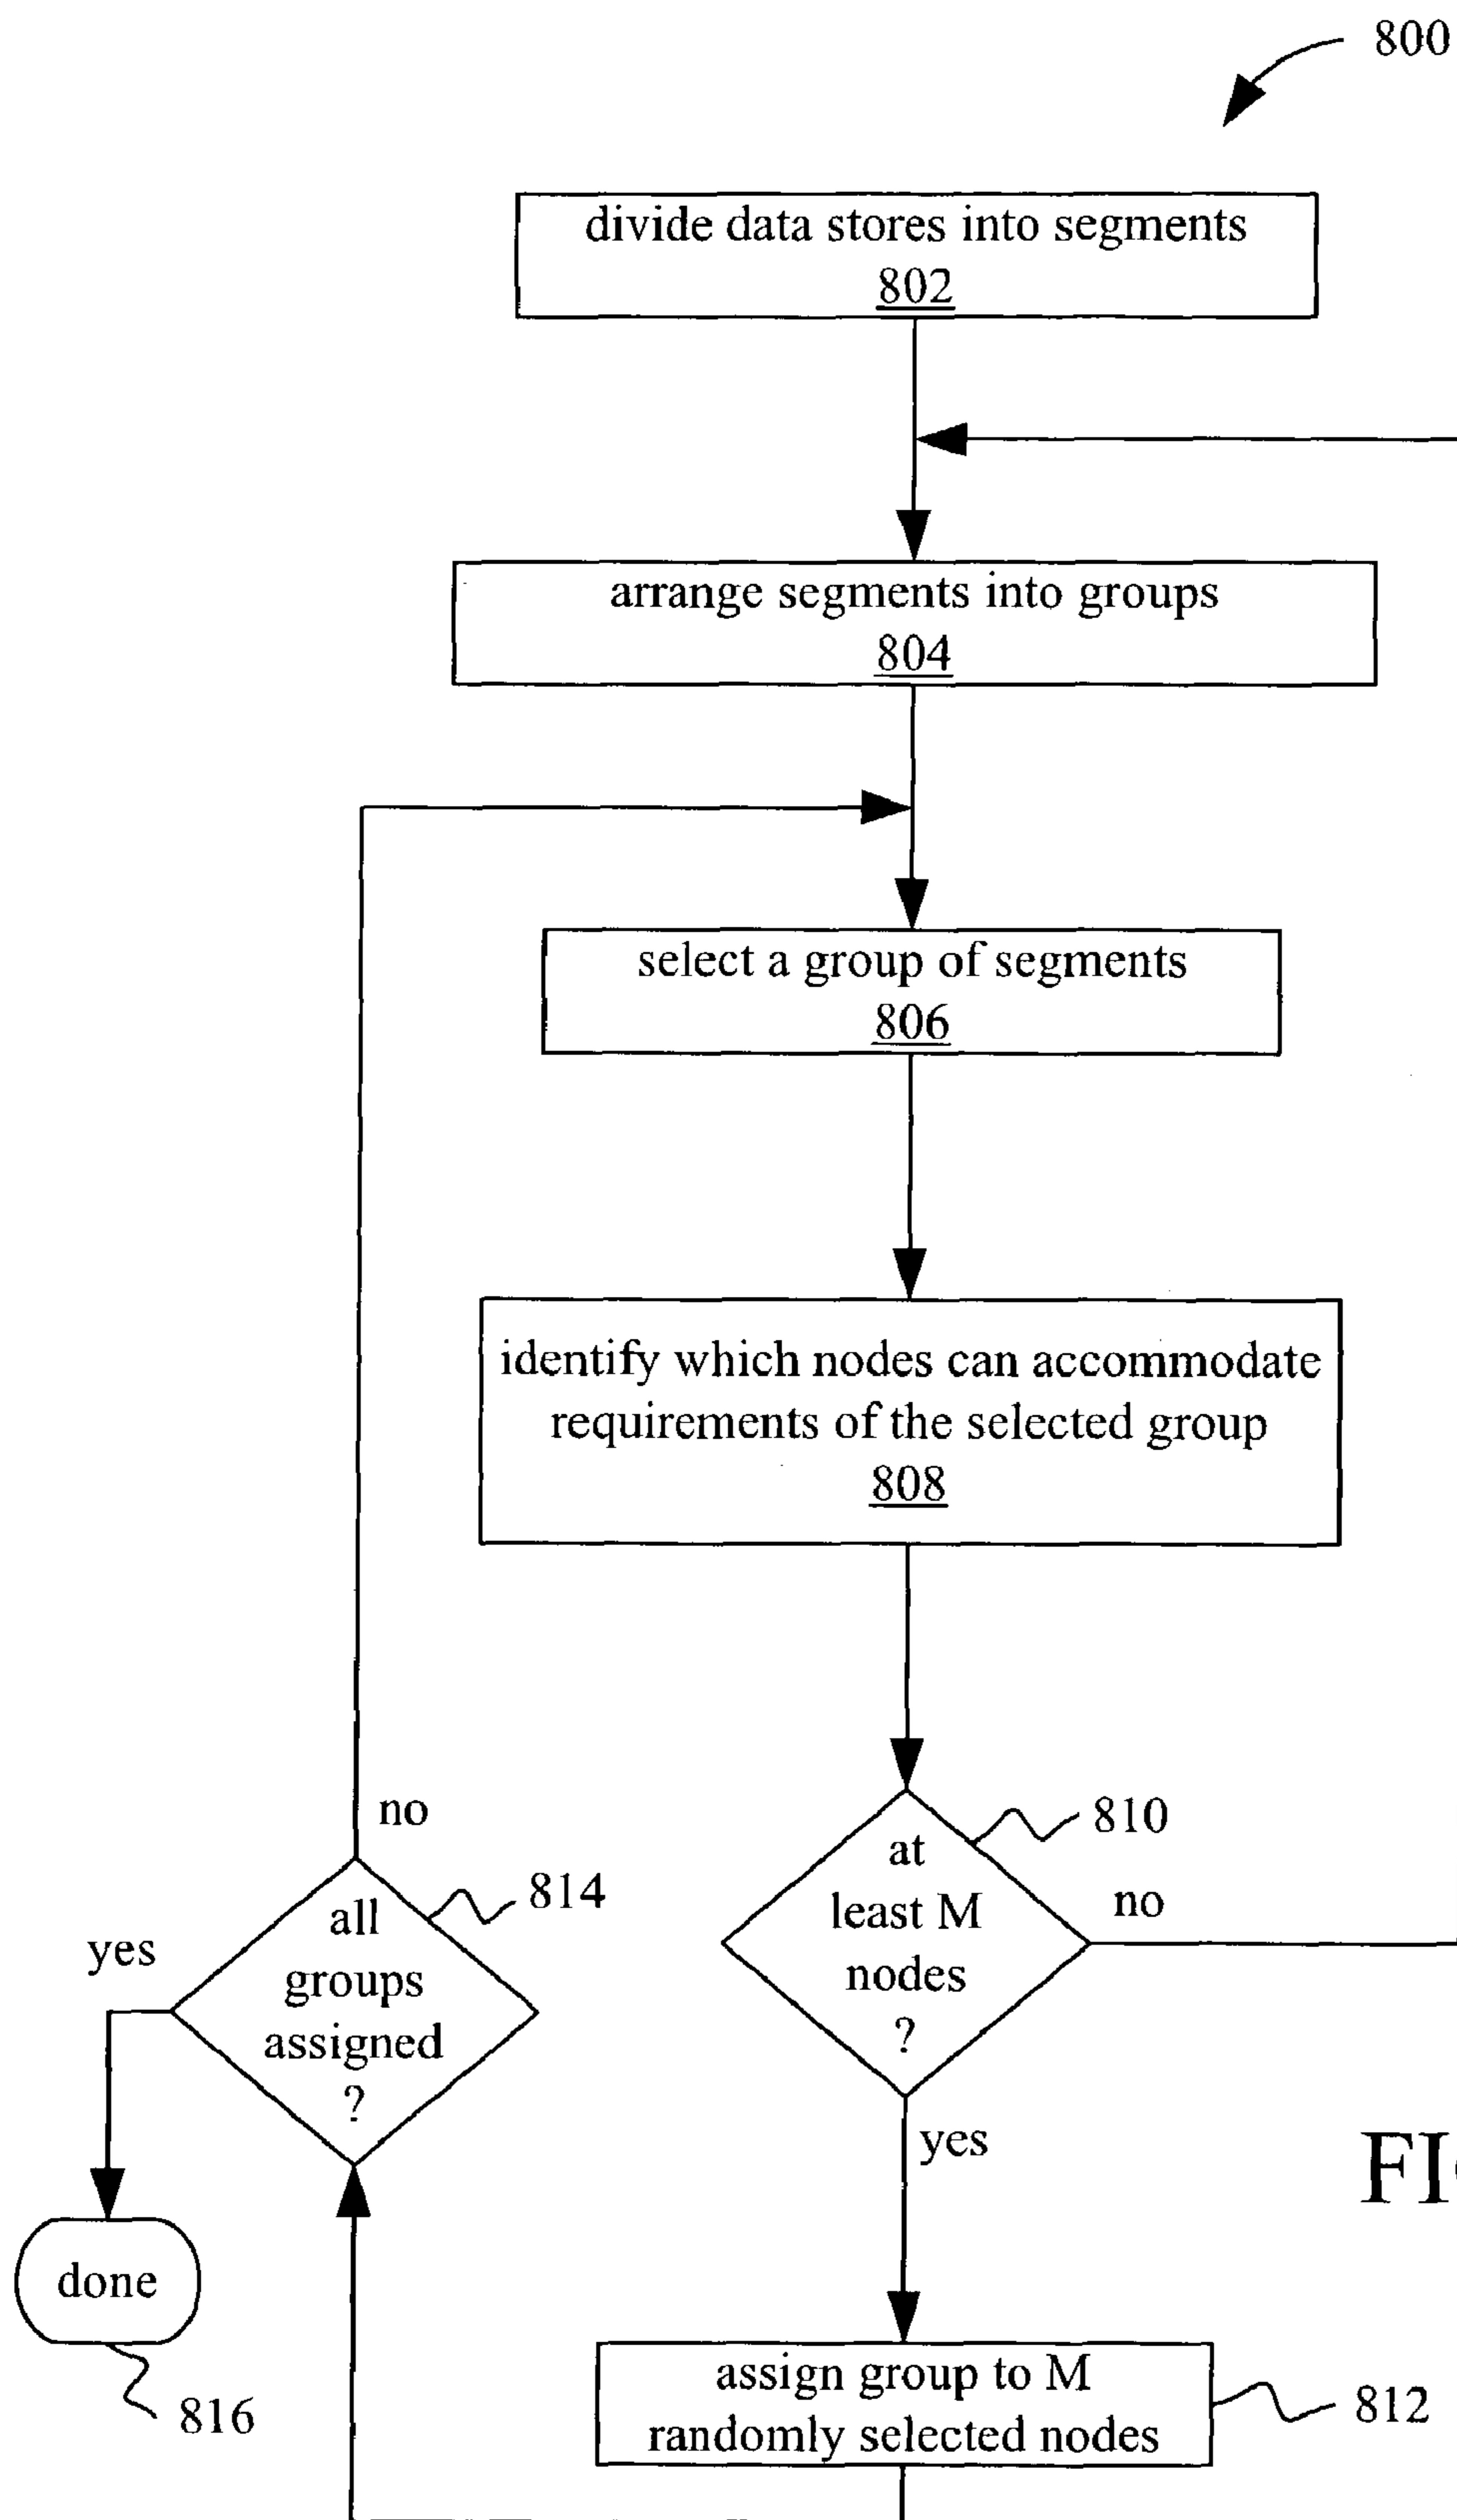 800
divide data stores into segments
802
arrange segments into groups
804
select a group of segments
806
identify which nodes can accommodate
requirements of the selected group
808
no
810
at
least M
nodes
?
no
814
all
groups
assigned
?
yes
yes
FI
done
816
assign group to M
randomly selected nodes
812